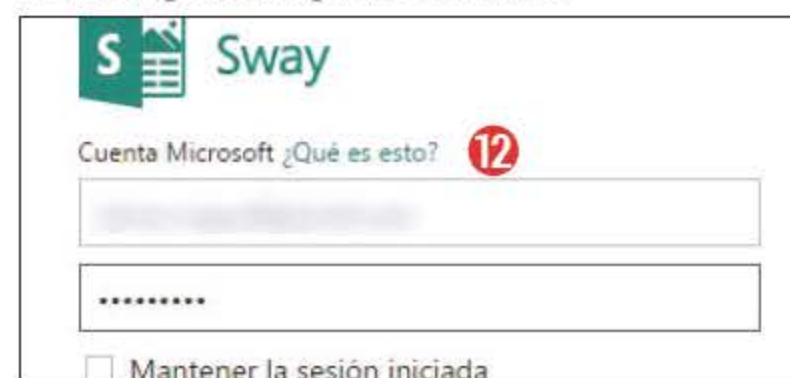 S Sway
Cuenta Microsoft ¿Qué es esto? 12
•••••••••
Mantener la sesión iniciada